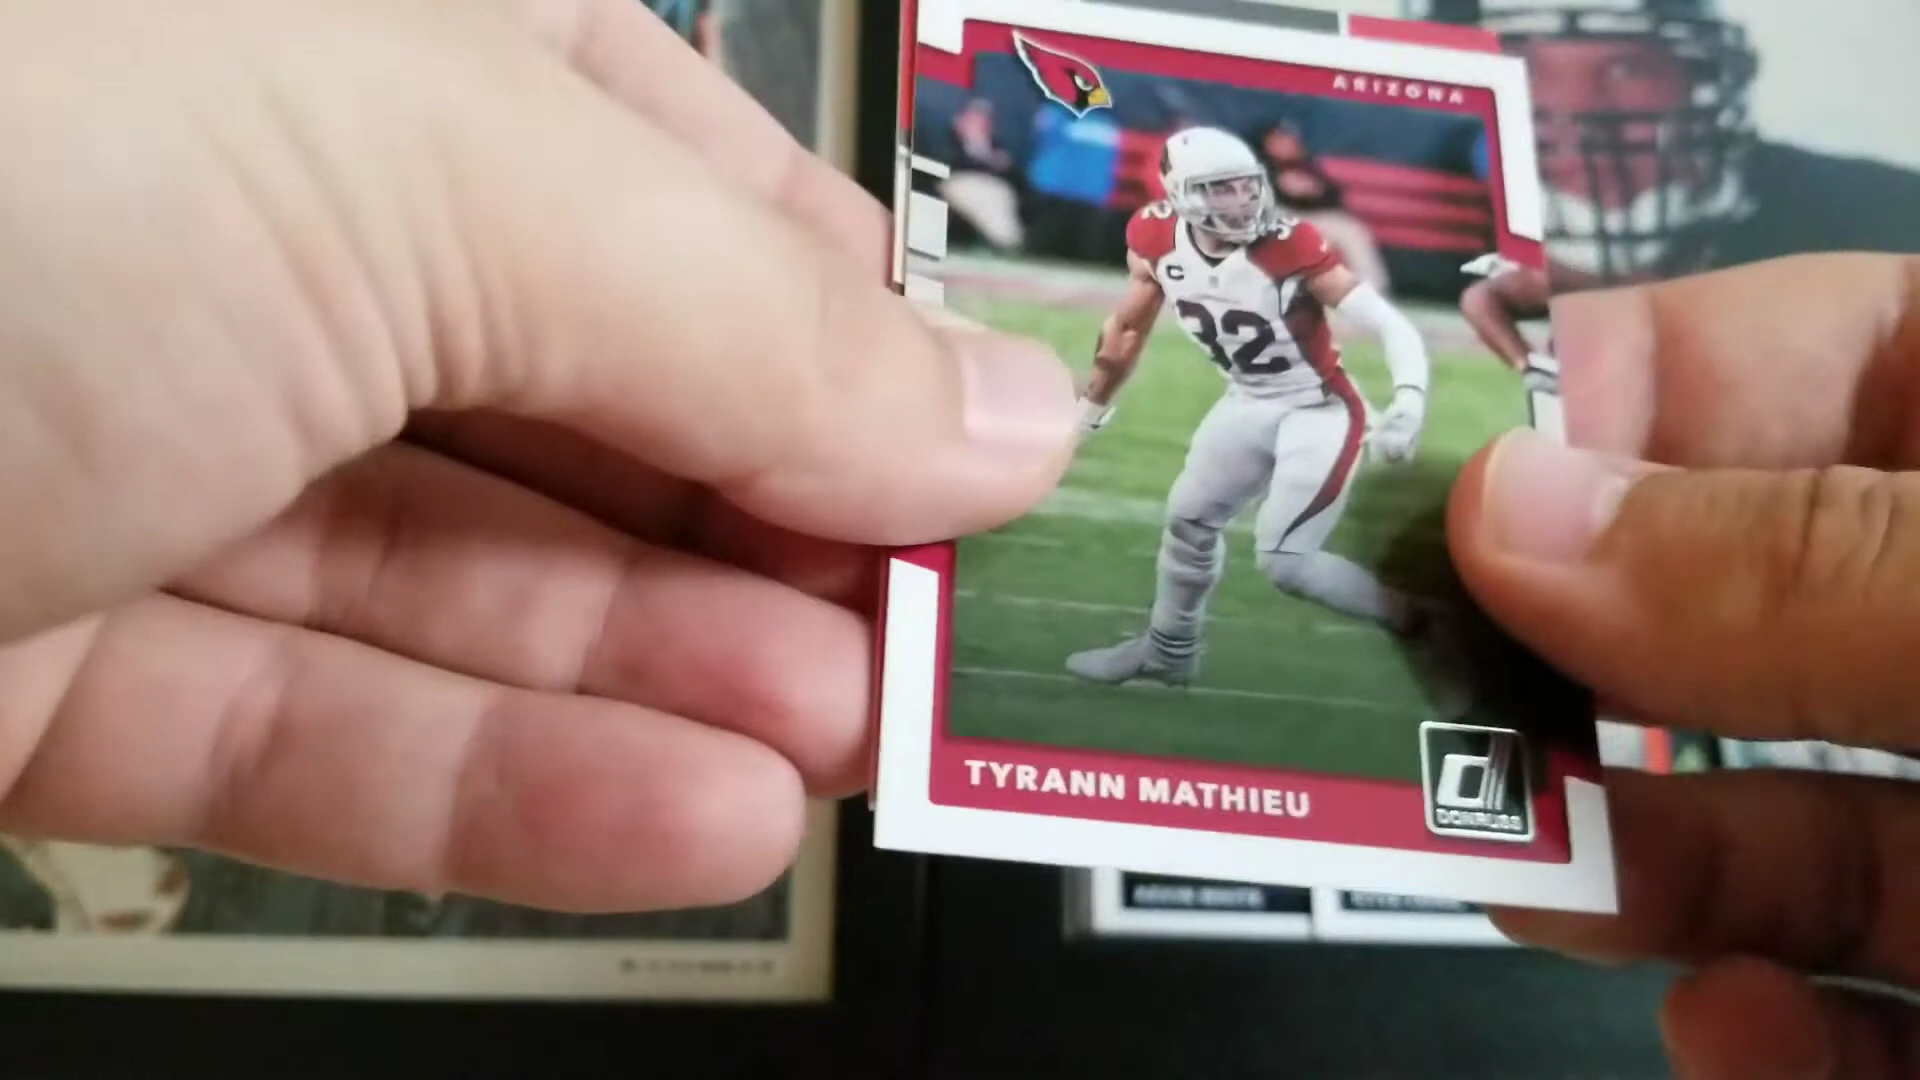 ARIZONA
32
C
32
TYRANN MATHIEU
DONRUSS